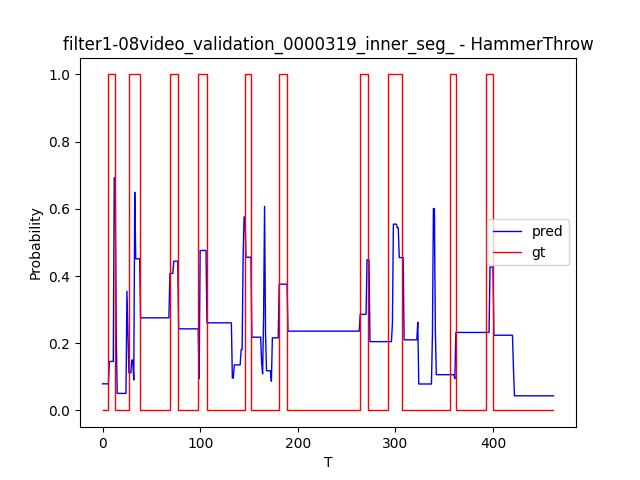 filter1-08video_validation_0000319_inner_seg_ - HammerThrow
1.0
0.8
0.6
0.4
0.2
0.0
Probability
pred
gt
0
100
200
300
400
T